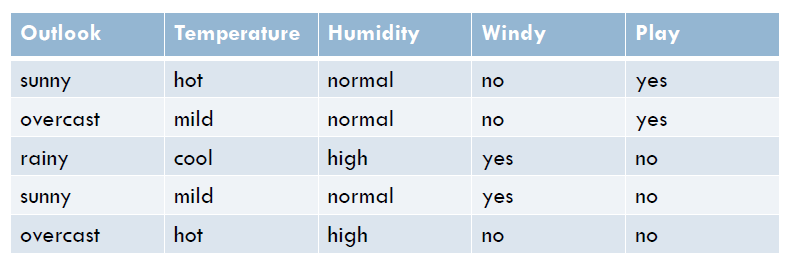 Outlook Temperature Humidity Windy Play
sunny hot normal no yes
overcast mild normal no yes
rainy cool high yes no
sunny mild normal yes no
overcast hot high no no